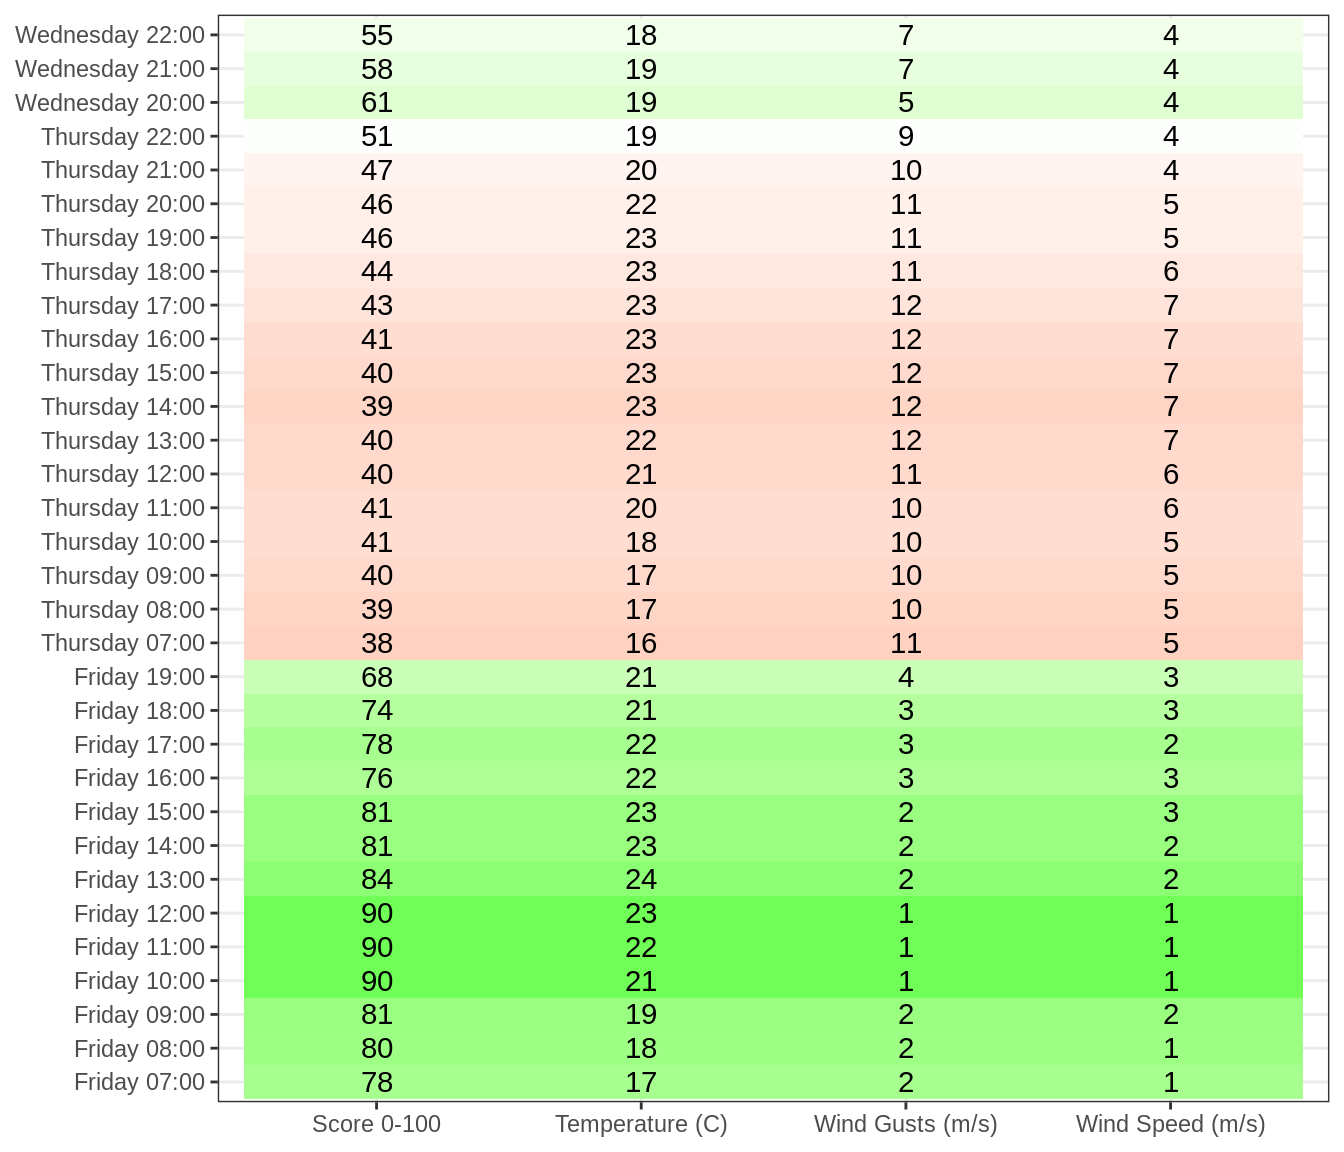 Wednesday 22:00 55 18 7 4
Wednesday 21:00 58 19 7 4
Wednesday 20:00 61 19 5 4
Thursday 22:00 51 19 9 4
Thursday 21:00 47 20 10 4
Thursday 20:00 46 22 11 5
Thursday 19:00 46 23 11 5
Thursday 18:00 44 23 11 6
Thursday 17:00 43 23 12 7
Thursday 16:00 41 23 12 7
Thursday 15:00 40 23 12 7
Thursday 14:00 39 23 12 7
Thursday 13:00 40 22 12 7
Thursday 12:00 40 21 11 6
Thursday 11:00 41 20 10 6
Thursday 10:00 41 18 10 5
Thursday 09:00 40 17 10 5
Thursday 08:00 39 17 10 5
Thursday 07:00 38 16 11 5
Friday 19:00 68 21 4 3
Friday 18:00 74 21 3 3
Friday 17:00 78 22 3 2
Friday 16:00 76 22 3 3
Friday 15:00 81 23 2 3
Friday 14:00 81 23 2 2
Friday 13:00 84 24 2 2
Friday 12:00 90 23 1 1
Friday 11:00 90 22 1 1
Friday 10:00 90 21 1 1
Friday 09:00 81 19 2 2
Friday 08:00 80 18 2 1
Friday 07:00 78 17 2 1
Score 0-100 Temperature (C) Wind Gusts (m/s) Wind Speed (m/s)